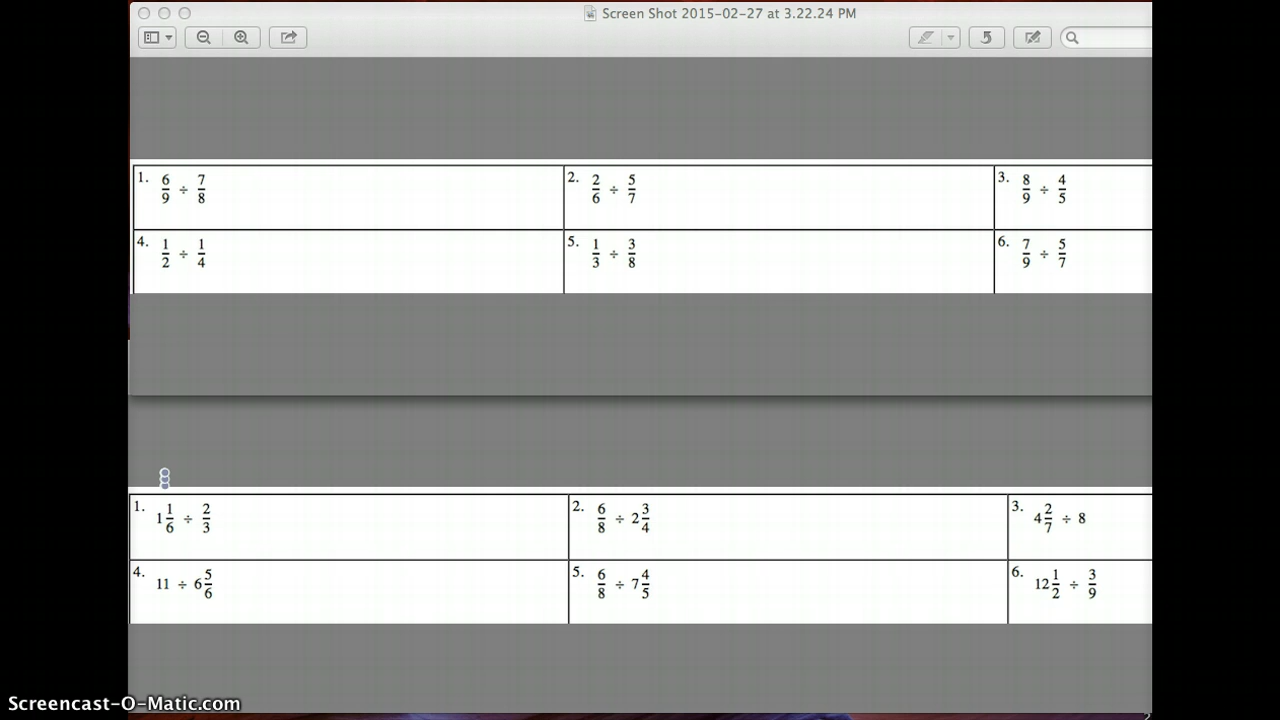 Screen Shot 2015-02-27 at 3.22.24 PM
1. 6/9 ÷ 7/8
2. 2/6 ÷ 5/7
3. 8/9 ÷ 4/5
4. 1/2 ÷ 1/4
5. 1/3 ÷ 3/8
6. 7/9 ÷ 5/7
1. 1 1/6 ÷ 2/3
2. 6/8 ÷ 2 3/4
3. 4 2/7 ÷ 8
4. 11 ÷ 6 5/6
5. 6/8 ÷ 7 4/5
6. 12 1/2 ÷ 3/9
Screencast-O-Matic.com